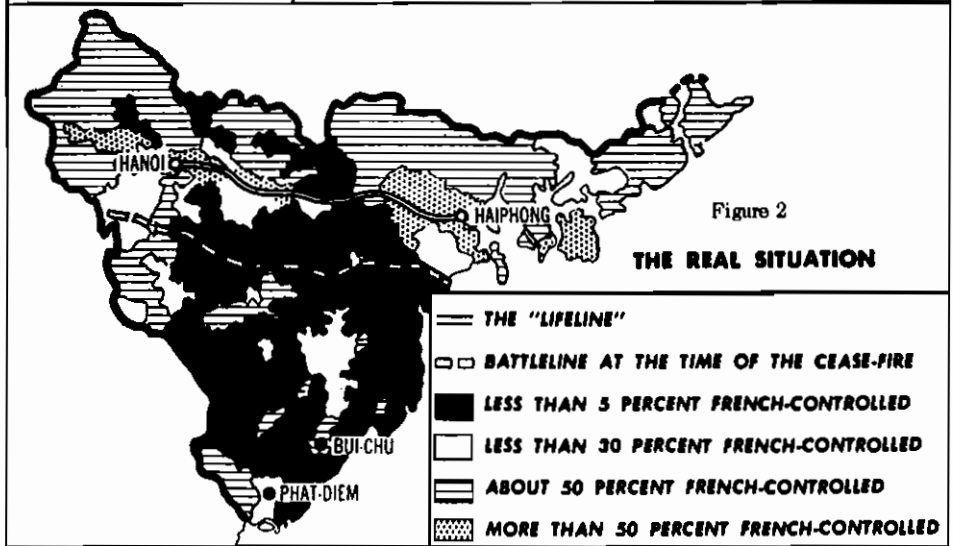 HANOI
HAIPHONG
Figure 2
THE REAL SITUATION
THE "LIFELINE"
BATTLELINE AT THE TIME OF THE CEASE-FIRE
LESS THAN 5 PERCENT FRENCH-CONTROLLED
LESS THAN 30 PERCENT FRENCH-CONTROLLED
BUI-CHU
ABOUT 50 PERCENT FRENCH-CONTROLLED
PHAT-DIEM
MORE THAN 50 PERCENT FRENCH-CONTROLLED